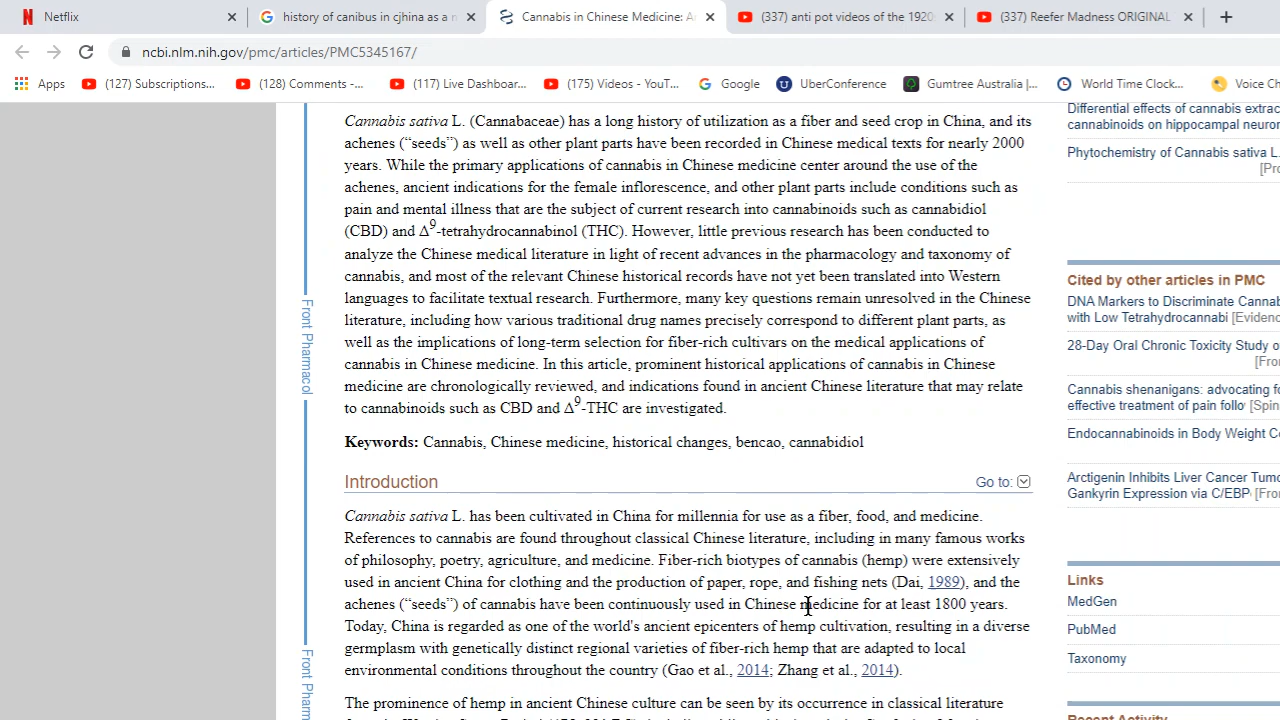 Netflix
history of canibus in cjhina as a n
Cannabis in Chinese Medicine: A
(337) anti pot videos of the 1920
(337) Reefer Madness ORIGINAL
ncbi.nlm.nih.gov/pmc/articles/PMC5345167/
Apps
(127) Subscriptions...
(128) Comments -...
(117) Live Dashboar...
(175) Videos - YouT...
Google
UberConference
Gumtree Australia |...
World Time Clock...
Voice Ch
Cannabis sativa L. (Cannabaceae) has a long history of utilization as a fiber and seed crop in China, and its
achenes (“seeds”) as well as other plant parts have been recorded in Chinese medical texts for nearly 2000
years. While the primary applications of cannabis in Chinese medicine center around the use of the
achenes, ancient indications for the female inflorescence, and other plant parts include conditions such as
pain and mental illness that are the subject of current research into cannabinoids such as cannabidiol
(CBD) and Δ9-tetrahydrocannabinol (THC). However, little previous research has been conducted to
analyze the Chinese medical literature in light of recent advances in the pharmacology and taxonomy of
cannabis, and most of the relevant Chinese historical records have not yet been translated into Western
languages to facilitate textual research. Furthermore, many key questions remain unresolved in the Chinese
literature, including how various traditional drug names precisely correspond to different plant parts, as
well as the implications of long-term selection for fiber-rich cultivars on the medical applications of
cannabis in Chinese medicine. In this article, prominent historical applications of cannabis in Chinese
medicine are chronologically reviewed, and indications found in ancient Chinese literature that may relate
to cannabinoids such as CBD and Δ9-THC are investigated.
Keywords: Cannabis, Chinese medicine, historical changes, bencao, cannabidiol
Introduction
Go to:
Cannabis sativa L. has been cultivated in China for millennia for use as a fiber, food, and medicine.
References to cannabis are found throughout classical Chinese literature, including in many famous works
of philosophy, poetry, agriculture, and medicine. Fiber-rich biotypes of cannabis (hemp) were extensively
used in ancient China for clothing and the production of paper, rope, and fishing nets (Dai, 1989), and the
achenes (“seeds”) of cannabis have been continuously used in Chinese medicine for at least 1800 years.
Today, China is regarded as one of the world's ancient epicenters of hemp cultivation, resulting in a diverse
germplasm with genetically distinct regional varieties of fiber-rich hemp that are adapted to local
environmental conditions throughout the country (Gao et al., 2014; Zhang et al., 2014).
The prominence of hemp in ancient Chinese culture can be seen by its occurrence in classical literature
Front Pharmacol
Front Pharm
Differential effects of cannabis extrac
cannabinoids on hippocampal neuron
Phytochemistry of Cannabis sativa L.
[Pro
Cited by other articles in PMC
DNA Markers to Discriminate Cannab
with Low Tetrahydrocannabi [Evidenc
28-Day Oral Chronic Toxicity Study o
[Fro
Cannabis shenanigans: advocating fo
effective treatment of pain follo [Spin
Endocannabinoids in Body Weight Co
Arctigenin Inhibits Liver Cancer Tumo
Gankyrin Expression via C/EBP [Fron
Links
MedGen
PubMed
Taxonomy
Recent Activity